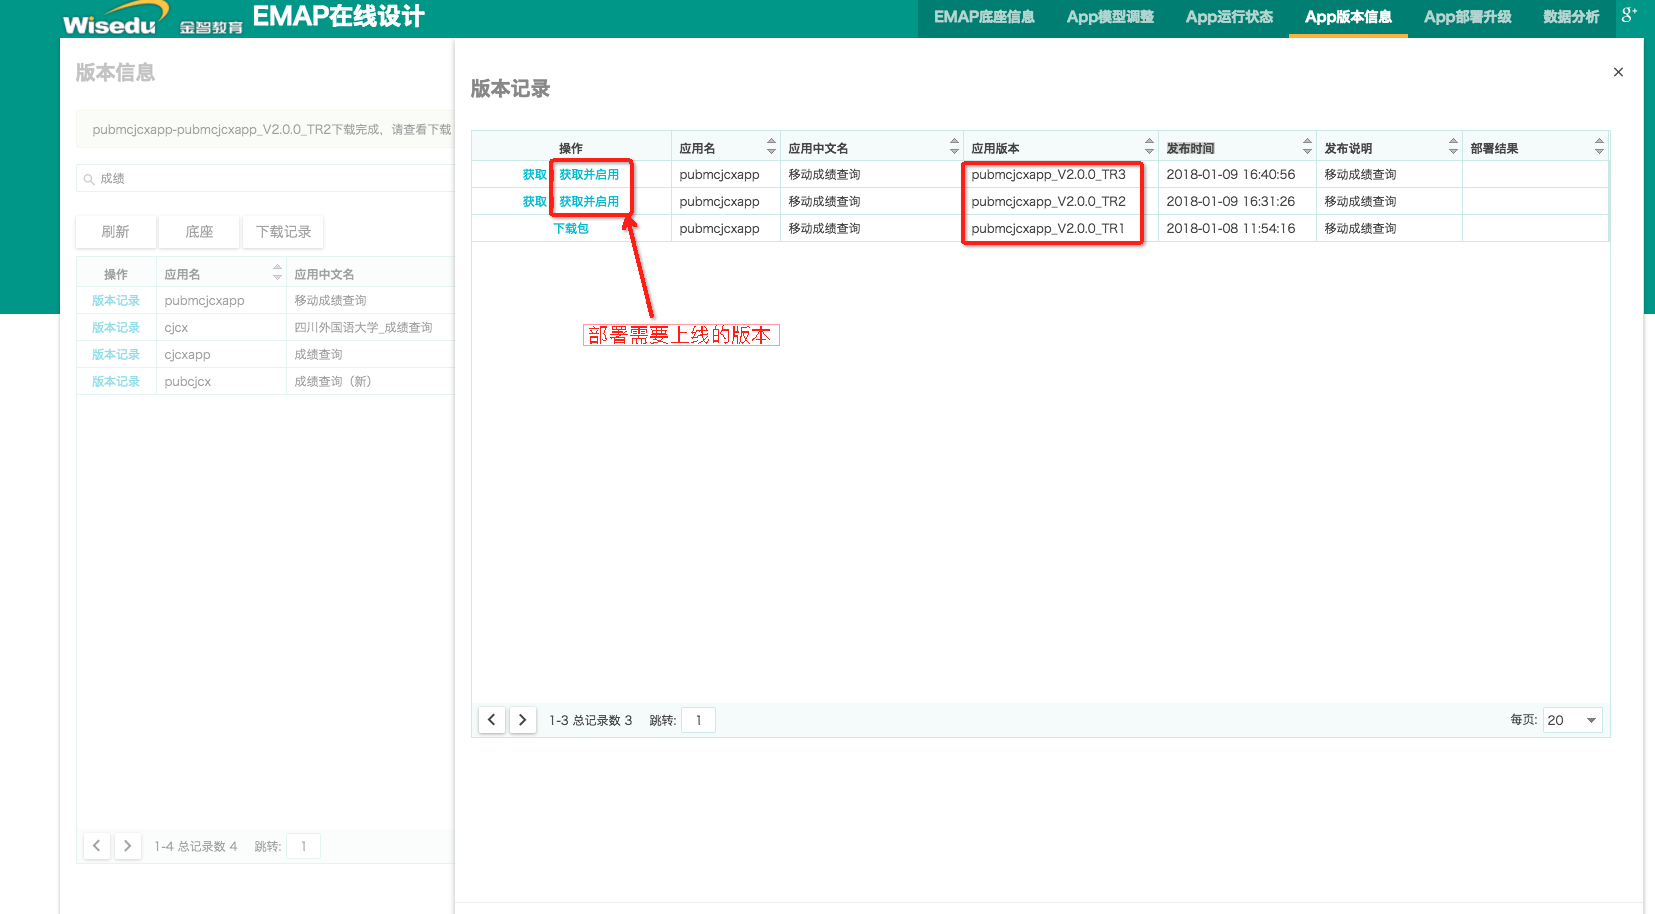 Wisedu 金智教育 EMAP在线设计
EMAP底座信息 App模型调整 App运行状态 App版本信息 App部署升级 数据分析 g+
版本信息
pubmcjcxapp-pubmcjcxapp_V2.0.0_TR2下载完成，请查看下载
成绩
刷新 底座 下载记录
操作 应用名 应用中文名
版本记录 pubmcjcxapp 移动成绩查询
版本记录 cjcx 四川外国语大学_成绩查询
版本记录 cjcxapp 成绩查询
版本记录 pubcjcx 成绩查询（新）
1-4 总记录数 4 跳转: 1
版本记录
×
操作 应用名 应用中文名 应用版本 发布时间 发布说明 部署结果
获取 获取并启用 pubmcjcxapp 移动成绩查询 pubmcjcxapp_V2.0.0_TR3 2018-01-09 16:40:56 移动成绩查询
获取 获取并启用 pubmcjcxapp 移动成绩查询 pubmcjcxapp_V2.0.0_TR2 2018-01-09 16:31:26 移动成绩查询
下载包 pubmcjcxapp 移动成绩查询 pubmcjcxapp_V2.0.0_TR1 2018-01-08 11:54:16 移动成绩查询
部署需要上线的版本
1-3 总记录数 3 跳转: 1 每页: 20